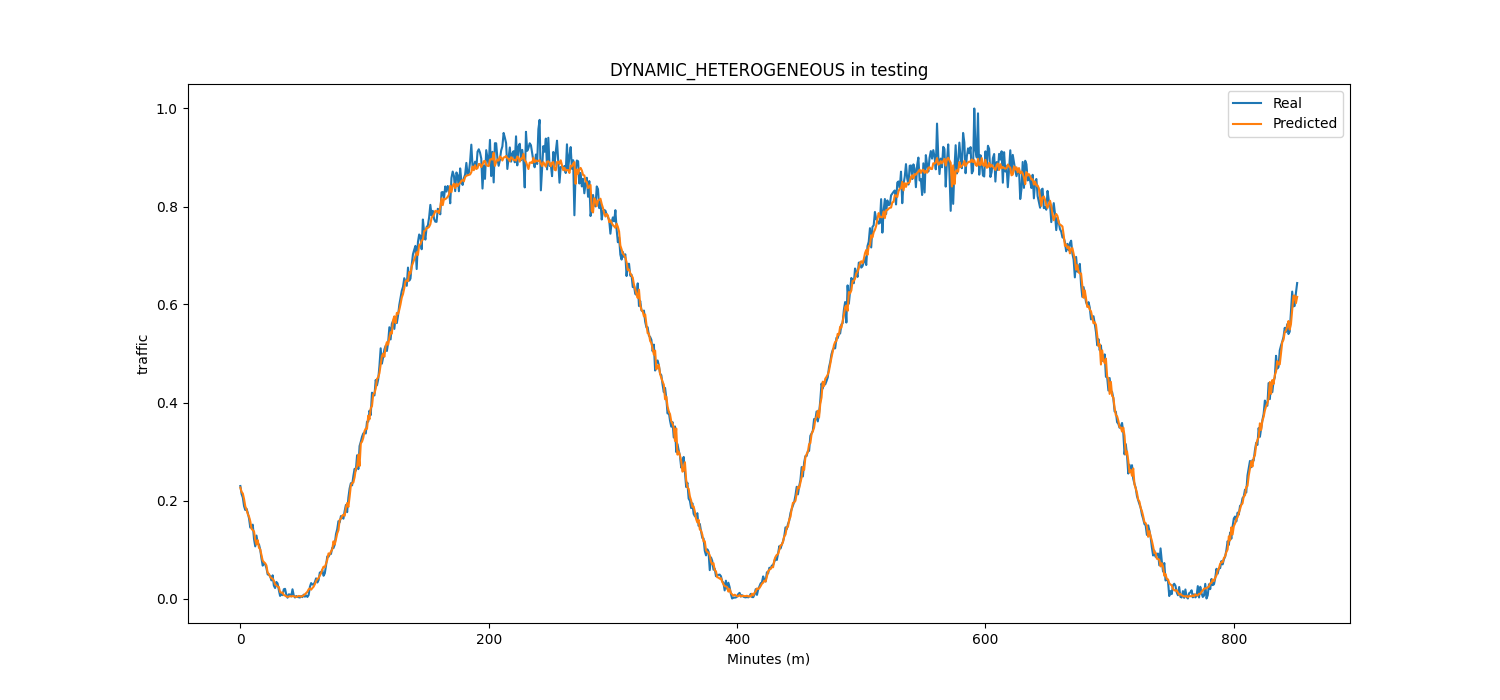 DYNAMIC_HETEROGENEOUS in testing
Real
Predicted
1.0
0.8
0.6
0.4
0.2
0.0
traffic
0 200 400 600 800
Minutes (m)